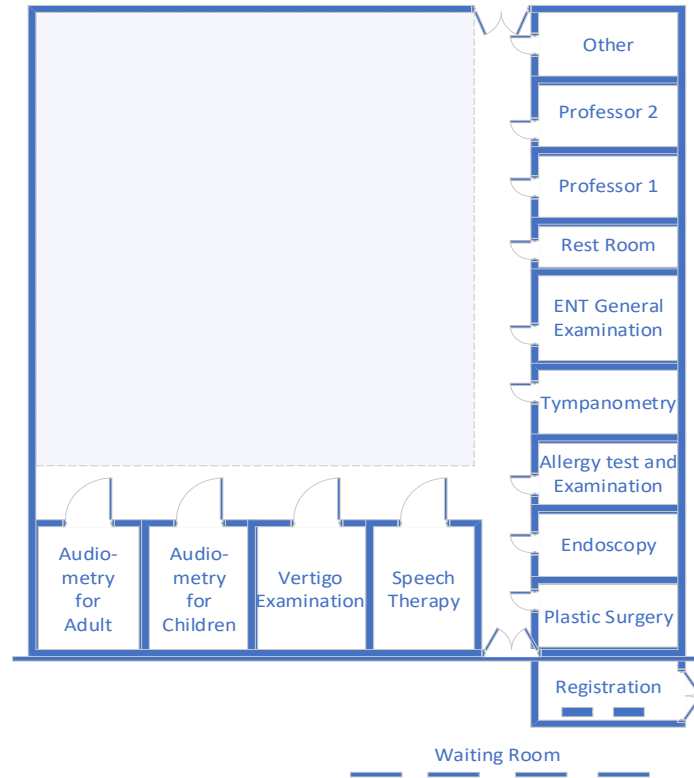 Other
Professor 2
Professor 1
Rest Room
ENT General
Examination
Tympanometry
Allergy test and
Examination
Endoscopy
Plastic Surgery
Audio-
metry
for
Adult
Audio-
metry
for
Children
Vertigo
Examination
Speech
Therapy
Registration
Waiting Room